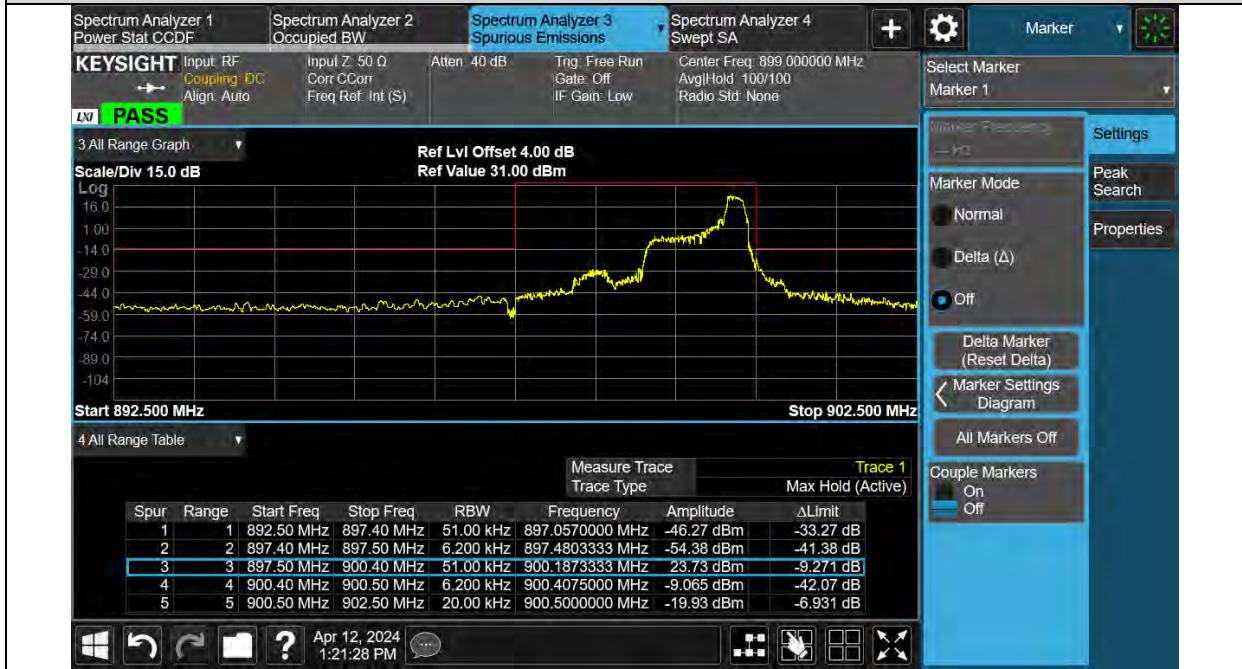 Spectrum Analyzer 1
Power Stat CCDF
Spectrum Analyzer 2
Occupied BW
Spectrum Analyzer 3
Spurious Emissions
Spectrum Analyzer 4
Swept SA
+
Marker
KEYSIGHT
LXI
PASS
Input: RF
Coupling: DC
Align: Auto
Input Z: 50 Ω
Corr CCorr
Freq Ref: Int (S)
Atten: 40 dB
Trig: Free Run
Gate: Off
IF Gain: Low
Center Freq: 899.000000 MHz
Avg|Hold: 100/100
Radio Std: None
Select Marker
Marker 1
3 All Range Graph
Ref Lvl Offset 4.00 dB
Scale/Div 15.0 dB
Ref Value 31.00 dBm
Log
16.0
1.00
-14.0
-29.0
-44.0
-59.0
-74.0
-89.0
-104
Start 892.500 MHz
Stop 902.500 MHz
Marker Frequency
--- Hz
Settings
Peak
Search
Properties
Marker Mode
Normal
Delta (Δ)
Off
Delta Marker
(Reset Delta)
Marker Settings
Diagram
All Markers Off
Couple Markers
On
Off
4 All Range Table
Measure Trace Trace 1
Trace Type Max Hold (Active)
Spur Range Start Freq Stop Freq RBW Frequency Amplitude ΔLimit
1 1 892.50 MHz 897.40 MHz 51.00 kHz 897.0570000 MHz -46.27 dBm -33.27 dB
2 2 897.40 MHz 897.50 MHz 6.200 kHz 897.4803333 MHz -54.38 dBm -41.38 dB
3 3 897.50 MHz 900.40 MHz 51.00 kHz 900.1873333 MHz 23.73 dBm -9.271 dB
4 4 900.40 MHz 900.50 MHz 6.200 kHz 900.4075000 MHz -9.065 dBm -42.07 dB
5 5 900.50 MHz 902.50 MHz 20.00 kHz 900.5000000 MHz -19.93 dBm -6.931 dB
?
Apr 12, 2024
1:21:28 PM